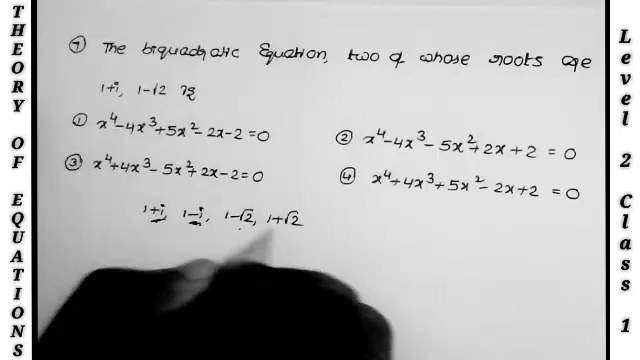 THEORY OF EQUATIONS
⑦ The biquadratic Equation, two of whose roots are
1+i, 1-√2 is
① x⁴-4x³+5x²-2x-2=0
② x⁴-4x³-5x²+2x+2=0
③ x⁴+4x³-5x²+2x-2=0
④ x⁴+4x³+5x²-2x+2=0
1+i, 1-i, 1-√2, 1+√2
Level 2 Class 1